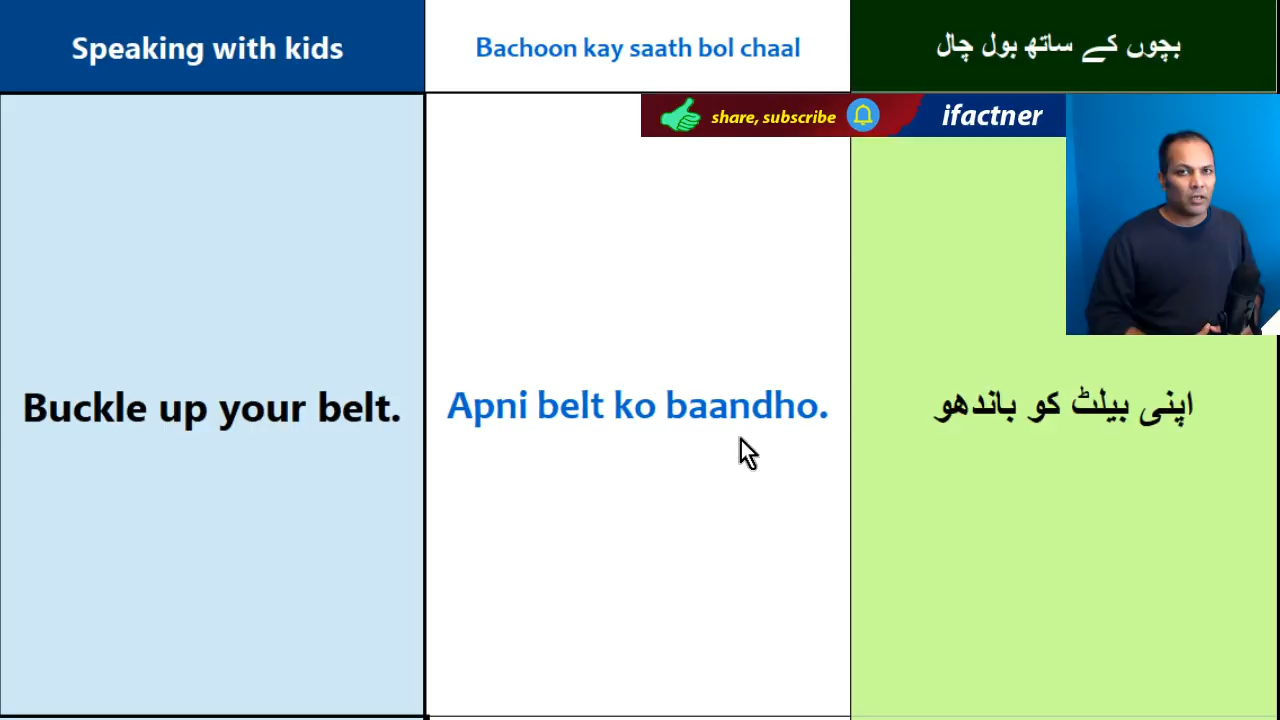 Speaking with kids
Bachoon kay saath bol chaal
بچوں کے ساتھ بول چال
share, subscribe
ifactner
Buckle up your belt.
Apni belt ko baandho.
اپنی بیلٹ کو باندھو